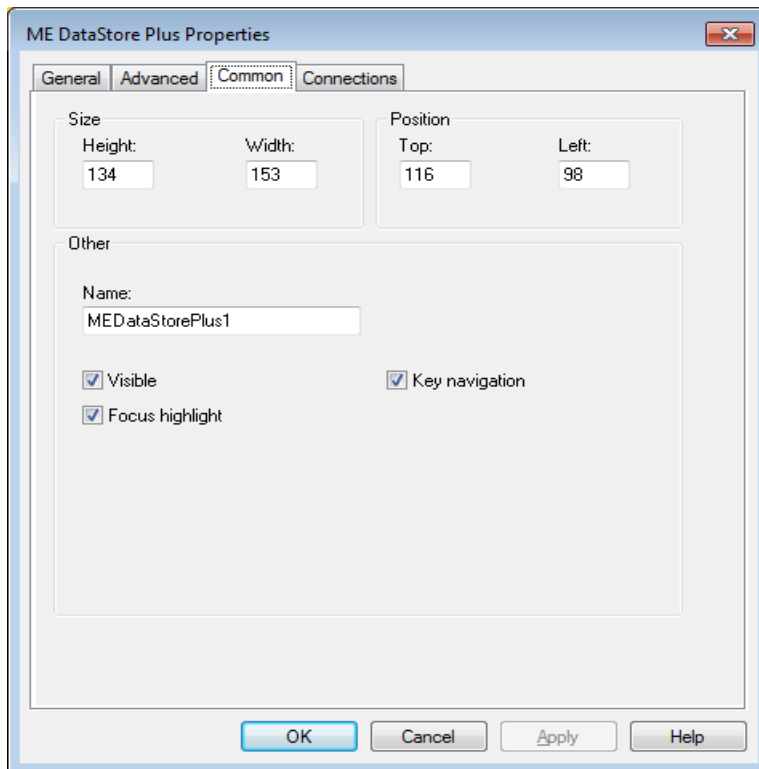 ME DataStore Plus Properties
General Advanced Common Connections
Size Position
Height: Width: Top: Left:
134 153 116 98
Other
Name:
MEDataStorePlus1
Visible Key navigation
Focus highlight
OK Cancel Apply Help